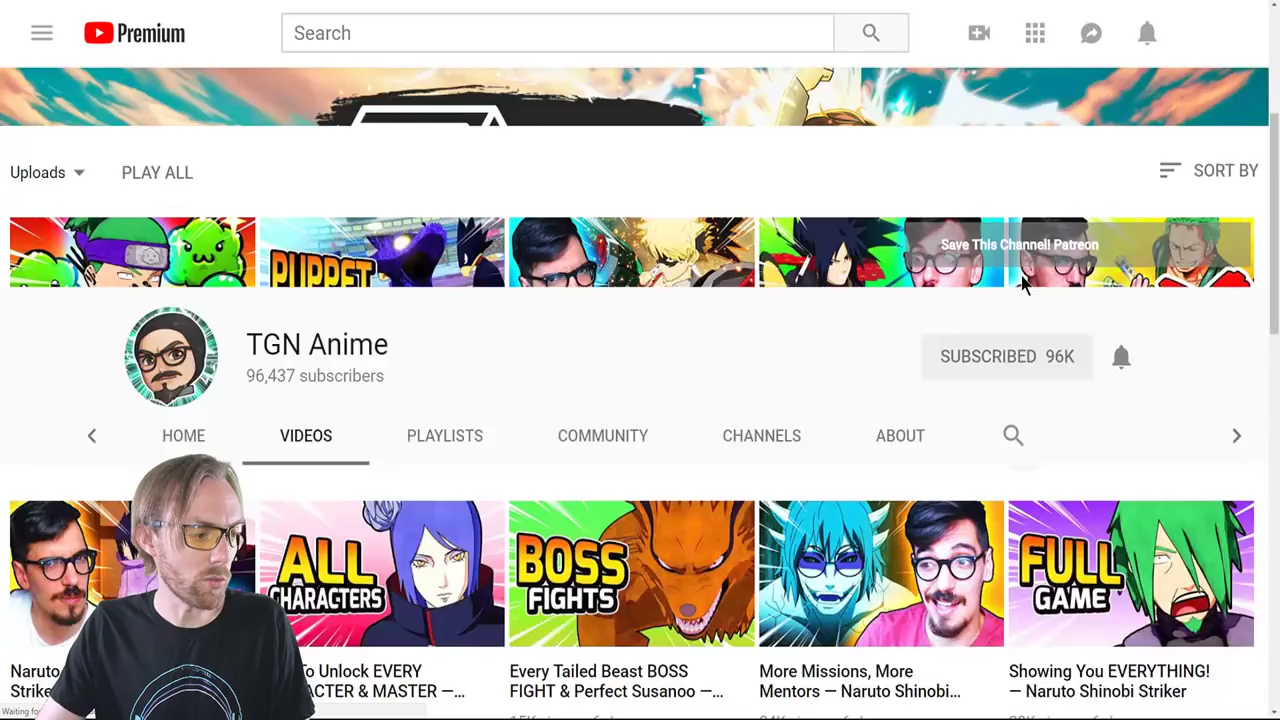 Premium
Search
Uploads
PLAY ALL
SORT BY
PUPPET
Save This Channel! Patreon
TGN Anime
96,437 subscribers
SUBSCRIBED 96K
HOME
VIDEOS
PLAYLISTS
COMMUNITY
CHANNELS
ABOUT
ALL
CHARACTERS
BOSS
FIGHTS
FULL
GAME
Naruto
Strike
To Unlock EVERY
ACTER & MASTER —...
Every Tailed Beast BOSS
FIGHT & Perfect Susanoo —...
More Missions, More
Mentors — Naruto Shinobi...
Showing You EVERYTHING!
— Naruto Shinobi Striker
Waiting for